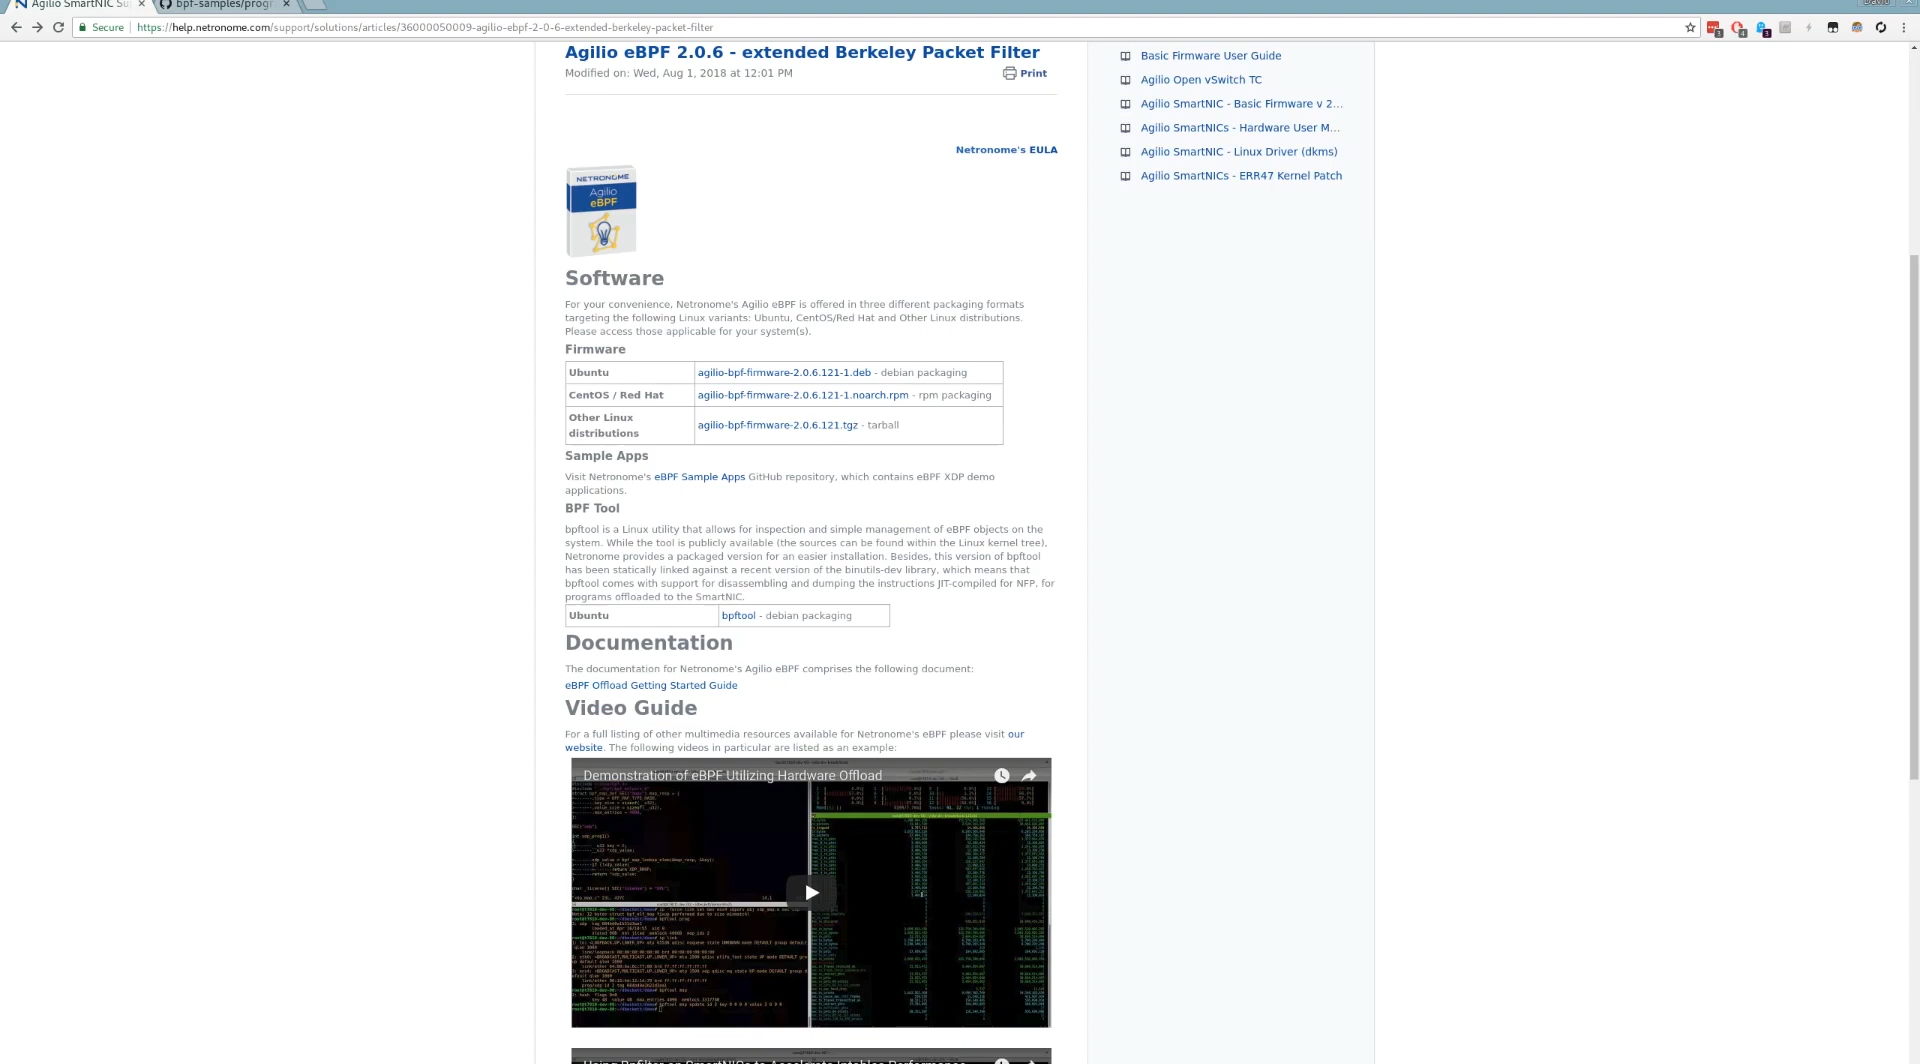 Agilio SmartNIC Su
bpf-samples/progr
David
Secure
https://help.netronome.com/support/solutions/articles/36000050009-agilio-ebpf-2-0-6-extended-berkeley-packet-filter
Agilio eBPF 2.0.6 - extended Berkeley Packet Filter
Modified on: Wed, Aug 1, 2018 at 12:01 PM
Print
Netronome's EULA
NETRONOME
Agilio
eBPF
Software
For your convenience, Netronome's Agilio eBPF is offered in three different packaging formats
targeting the following Linux variants: Ubuntu, CentOS/Red Hat and Other Linux distributions.
Please access those applicable for your system(s).
Firmware
Ubuntu agilio-bpf-firmware-2.0.6.121-1.deb - debian packaging
CentOS / Red Hat agilio-bpf-firmware-2.0.6.121-1.noarch.rpm - rpm packaging
Other Linux
distributions
agilio-bpf-firmware-2.0.6.121.tgz - tarball
Sample Apps
Visit Netronome's eBPF Sample Apps GitHub repository, which contains eBPF XDP demo
applications.
BPF Tool
bpftool is a Linux utility that allows for inspection and simple management of eBPF objects on the
system. While the tool is publicly available (the sources can be found within the Linux kernel tree),
Netronome provides a packaged version for an easier installation. Besides, this version of bpftool
has been statically linked against a recent version of the binutils-dev library, which means that
bpftool comes with support for disassembling and dumping the instructions JIT-compiled for NFP, for
programs offloaded to the SmartNIC.
Ubuntu bpftool - debian packaging
Documentation
The documentation for Netronome's Agilio eBPF comprises the following document:
eBPF Offload Getting Started Guide
Video Guide
For a full listing of other multimedia resources available for Netronome's eBPF please visit our
website. The following videos in particular are listed as an example:
Demonstration of eBPF Utilizing Hardware Offload
Using Bpfilter on SmartNICs to Accelerate Iptables Performance
Basic Firmware User Guide
Agilio Open vSwitch TC
Agilio SmartNIC - Basic Firmware v 2...
Agilio SmartNICs - Hardware User M...
Agilio SmartNIC - Linux Driver (dkms)
Agilio SmartNICs - ERR47 Kernel Patch